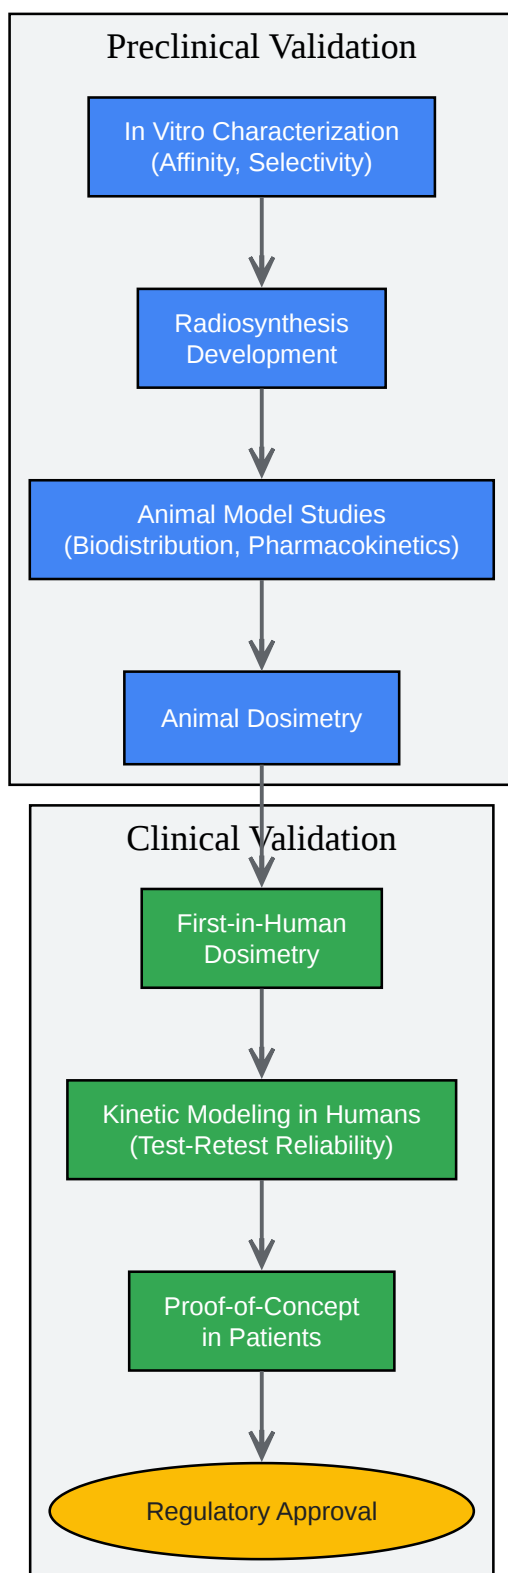 Preclinical Validation
In Vitro Characterization
(Affinity, Selectivity)
Radiosynthesis
Development
Animal Model Studies
(Biodistribution, Pharmacokinetics)
Animal Dosimetry
Clinical Validation
First-in-Human
Dosimetry
Kinetic Modeling in Humans
(Test-Retest Reliability)
Proof-of-Concept
in Patients
Regulatory Approval